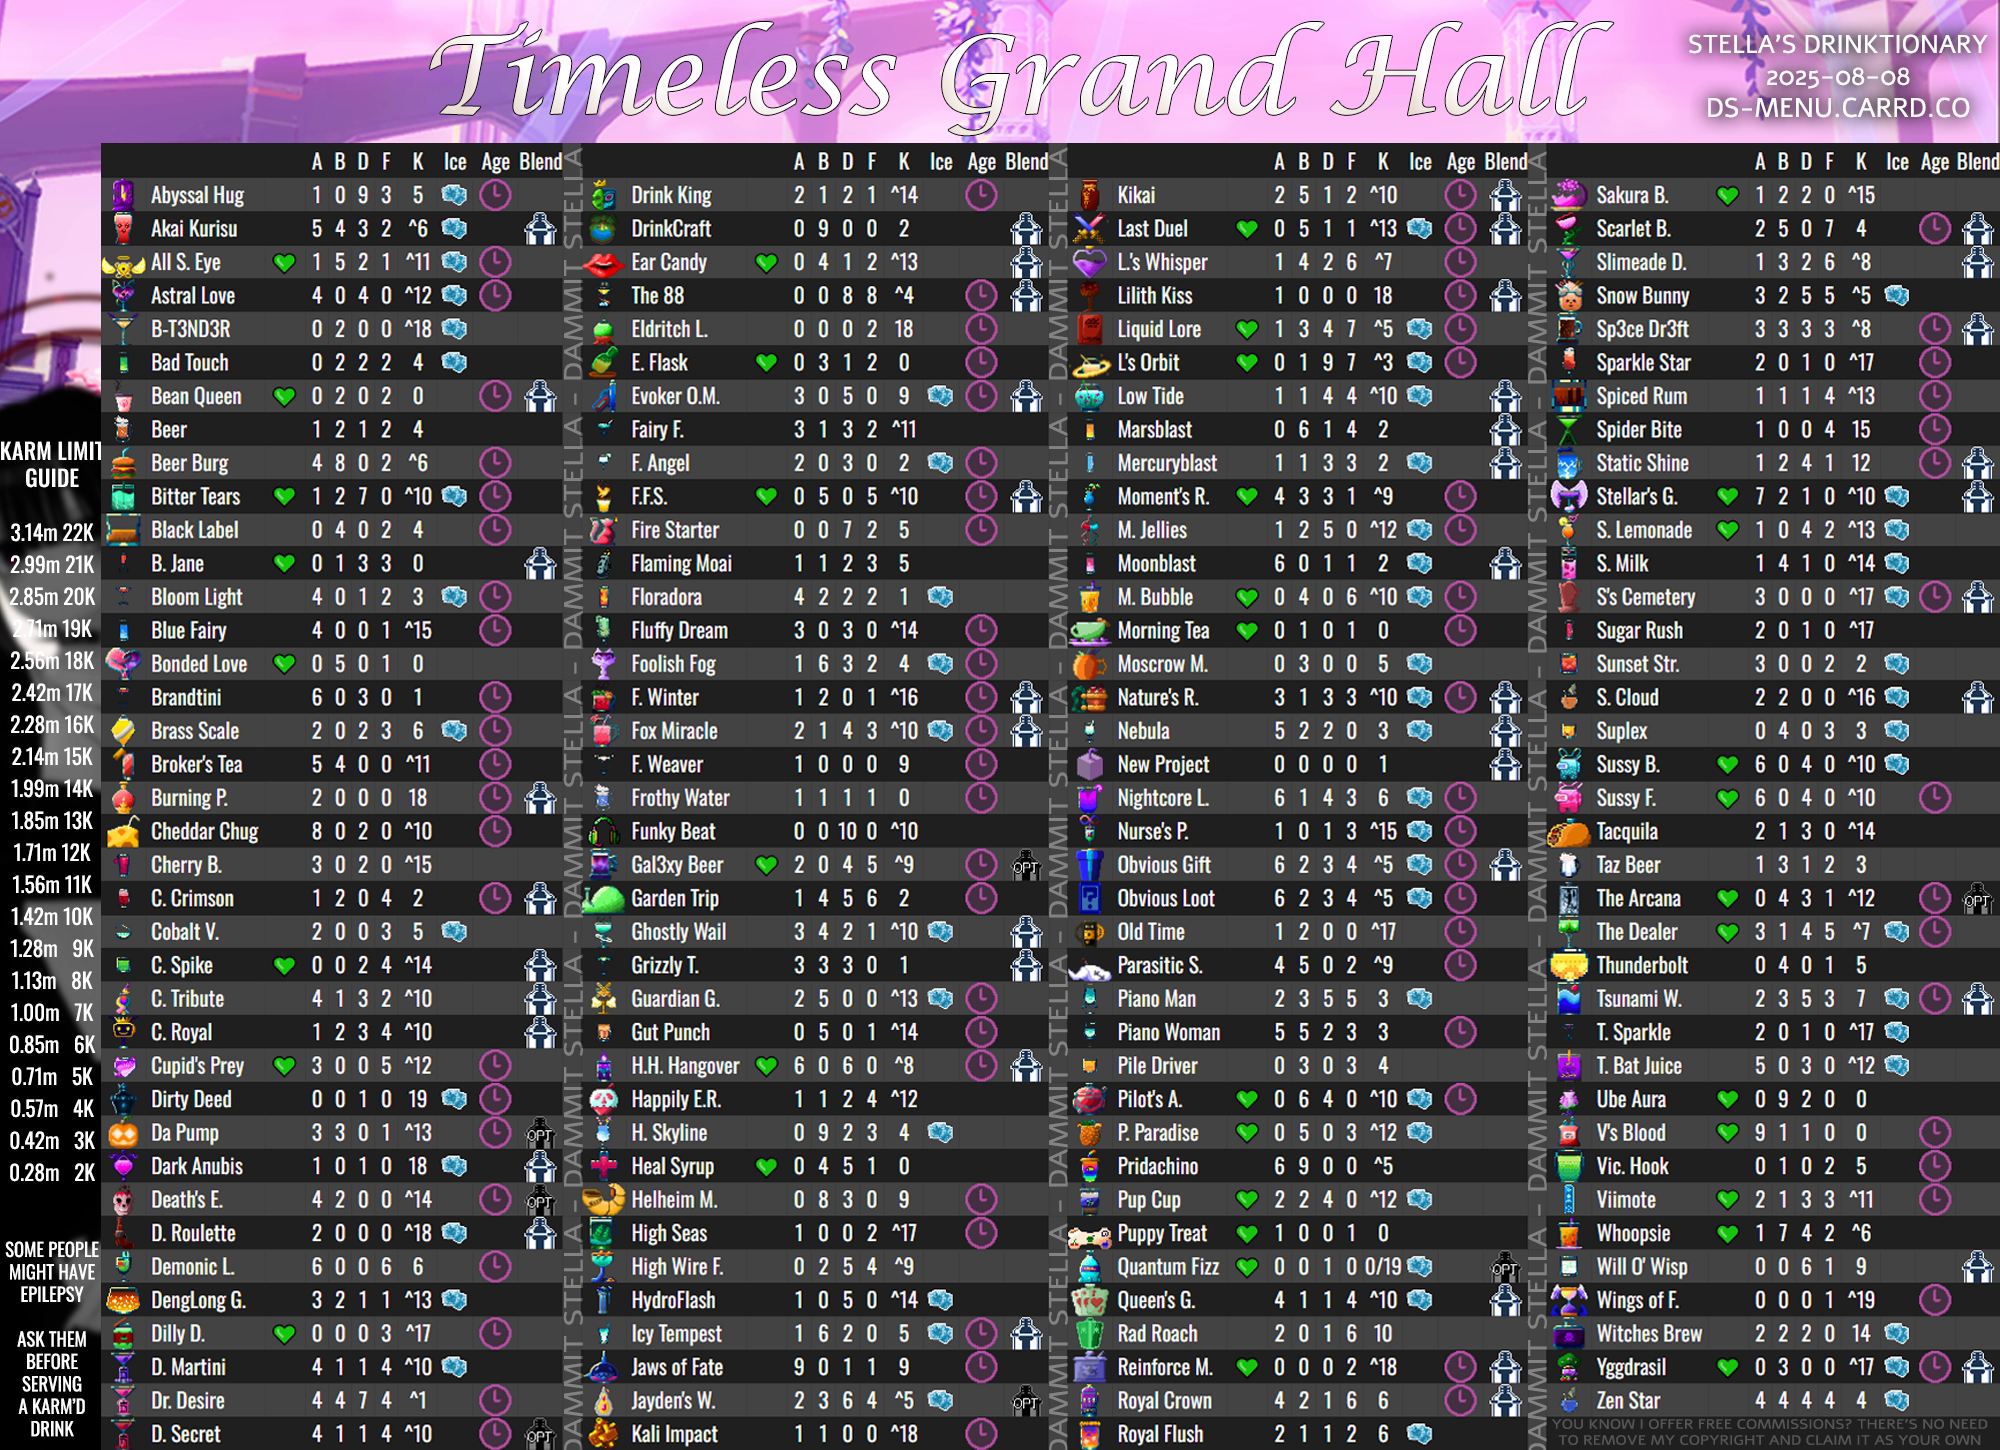 Timeless Grand Hall
STELLA'S DRINKTIONARY
2025-08-08
DS-MENU.CARRD.CO
KARM LIMIT
GUIDE
3.14m 22K
2.99m 21K
2.85m 20K
2.71m 19K
2.56m 18K
2.42m 17K
2.28m 16K
2.14m 15K
1.99m 14K
1.85m 13K
1.71m 12K
1.56m 11K
1.42m 10K
1.28m 9K
1.13m 8K
1.00m 7K
0.85m 6K
0.71m 5K
0.57m 4K
0.42m 3K
0.28m 2K
SOME PEOPLE
MIGHT HAVE
EPILEPSY
ASK THEM
BEFORE
SERVING
A KARM'D
DRINK
A B D F K Ice Age Blend
Abyssal Hug 1 0 9 3 5
Akai Kurisu 5 4 3 2 ^6
All S. Eye 1 5 2 1 ^11
Astral Love 4 0 4 0 ^12
B-T3ND3R 0 2 0 0 ^18
Bad Touch 0 2 2 2 4
Bean Queen 0 2 0 2 0
Beer 1 2 1 2 4
Beer Burg 4 8 0 2 ^6
Bitter Tears 1 2 7 0 ^10
Black Label 0 4 0 2 4
B. Jane 0 1 3 3 0
Bloom Light 4 0 1 2 3
Blue Fairy 4 0 0 1 ^15
Bonded Love 0 5 0 1 0
Brandtini 6 0 3 0 1
Brass Scale 2 0 2 3 6
Broker's Tea 5 4 0 0 ^11
Burning P. 2 0 0 0 18
Cheddar Chug 8 0 2 0 ^10
Cherry B. 3 0 2 0 ^15
C. Crimson 1 2 0 4 2
Cobalt V. 2 0 0 3 5
C. Spike 0 0 2 4 ^14
C. Tribute 4 1 3 2 ^10
C. Royal 1 2 3 4 ^10
Cupid's Prey 3 0 0 5 ^12
Dirty Deed 0 0 1 0 19
Da Pump 3 3 0 1 ^13 OPT
Dark Anubis 1 0 1 0 18
Death's E. 4 2 0 0 ^14 OPT
D. Roulette 2 0 0 0 ^18
Demonic L. 6 0 0 6 6
DengLong G. 3 2 1 1 ^13
Dilly D. 0 0 0 3 ^17
D. Martini 4 1 1 4 ^10
Dr. Desire 4 4 7 4 ^1
D. Secret 4 1 1 4 ^10 OPT
DAMMIT STELLA - DAMMIT STELLA - DAMMIT STELLA - DAMMIT STELLA
A B D F K Ice Age Blend
Drink King 2 1 2 1 ^14
DrinkCraft 0 9 0 0 2
Ear Candy 0 4 1 2 ^13
The 88 0 0 8 8 ^4
Eldritch L. 0 0 0 2 18
E. Flask 0 3 1 2 0
Evoker O.M. 3 0 5 0 9
Fairy F. 3 1 3 2 ^11
F. Angel 2 0 3 0 2
F.F.S. 0 5 0 5 ^10
Fire Starter 0 0 7 2 5
Flaming Moai 1 1 2 3 5
Floradora 4 2 2 2 1
Fluffy Dream 3 0 3 0 ^14
Foolish Fog 1 6 3 2 4
F. Winter 1 2 0 1 ^16
Fox Miracle 2 1 4 3 ^10
F. Weaver 1 0 0 0 9
Frothy Water 1 1 1 1 0
Funky Beat 0 0 10 0 ^10
Gal3xy Beer 2 0 4 5 ^9 OPT
Garden Trip 1 4 5 6 2
Ghostly Wail 3 4 2 1 ^10
Grizzly T. 3 3 3 0 1
Guardian G. 2 5 0 0 ^13
Gut Punch 0 5 0 1 ^14
H.H. Hangover 6 0 6 0 ^8
Happily E.R. 1 1 2 4 ^12
H. Skyline 0 9 2 3 4
Heal Syrup 0 4 5 1 0
Helheim M. 0 8 3 0 9
High Seas 1 0 0 2 ^17
High Wire F. 0 2 5 4 ^9
HydroFlash 1 0 5 0 ^14
Icy Tempest 1 6 2 0 5
Jaws of Fate 9 0 1 1 9
Jayden's W. 2 3 6 4 ^5 OPT
Kali Impact 1 1 0 0 ^18
DAMMIT STELLA - DAMMIT STELLA - DAMMIT STELLA - DAMMIT STELLA
A B D F K Ice Age Blend
Kikai 2 5 1 2 ^10
Last Duel 0 5 1 1 ^13
L.'s Whisper 1 4 2 6 ^7
Lilith Kiss 1 0 0 0 18
Liquid Lore 1 3 4 7 ^5
L's Orbit 0 1 9 7 ^3
Low Tide 1 1 4 4 ^10
Marsblast 0 6 1 4 2
Mercuryblast 1 1 3 3 2
Moment's R. 4 3 3 1 ^9
M. Jellies 1 2 5 0 ^12
Moonblast 6 0 1 1 2
M. Bubble 0 4 0 6 ^10
Morning Tea 0 1 0 1 0
Moscrow M. 0 3 0 0 5
Nature's R. 3 1 3 3 ^10
Nebula 5 2 2 0 3
New Project 0 0 0 0 1
Nightcore L. 6 1 4 3 6
Nurse's P. 1 0 1 3 ^15
Obvious Gift 6 2 3 4 ^5
Obvious Loot 6 2 3 4 ^5
Old Time 1 2 0 0 ^17
Parasitic S. 4 5 0 2 ^9
Piano Man 2 3 5 5 3
Piano Woman 5 5 2 3 3
Pile Driver 0 3 0 3 4
Pilot's A. 0 6 4 0 ^10
P. Paradise 0 5 0 3 ^12
Pridachino 6 9 0 0 ^5
Pup Cup 2 2 4 0 ^12
Puppy Treat 1 0 0 1 0
Quantum Fizz 0 0 1 0 0/19 OPT
Queen's G. 4 1 1 4 ^10
Rad Roach 2 0 1 6 10
Reinforce M. 0 0 0 2 ^18
Royal Crown 4 2 1 6 6
Royal Flush 2 1 1 2 6
DAMMIT STELLA - DAMMIT STELLA - DAMMIT STELLA - DAMMIT STELLA
A B D F K Ice Age Blend
Sakura B. 1 2 2 0 ^15
Scarlet B. 2 5 0 7 4
Slimeade D. 1 3 2 6 ^8
Snow Bunny 3 2 5 5 ^5
Sp3ce Dr3ft 3 3 3 3 ^8
Sparkle Star 2 0 1 0 ^17
Spiced Rum 1 1 1 4 ^13
Spider Bite 1 0 0 4 15
Static Shine 1 2 4 1 12
Stellar's G. 7 2 1 0 ^10
S. Lemonade 1 0 4 2 ^13
S. Milk 1 4 1 0 ^14
S's Cemetery 3 0 0 0 ^17
Sugar Rush 2 0 1 0 ^17
Sunset Str. 3 0 0 2 2
S. Cloud 2 2 0 0 ^16
Suplex 0 4 0 3 3
Sussy B. 6 0 4 0 ^10
Sussy F. 6 0 4 0 ^10
Tacquila 2 1 3 0 ^14
Taz Beer 1 3 1 2 3
The Arcana 0 4 3 1 ^12 OPT
The Dealer 3 1 4 5 ^7
Thunderbolt 0 4 0 1 5
Tsunami W. 2 3 5 3 7
T. Sparkle 2 0 1 0 ^17
T. Bat Juice 5 0 3 0 ^12
Ube Aura 0 9 2 0 0
V's Blood 9 1 1 0 0
Vic. Hook 0 1 0 2 5
Viimote 2 1 3 3 ^11
Whoopsie 1 7 4 2 ^6
Will O' Wisp 0 0 6 1 9
Wings of F. 0 0 0 1 ^19
Witches Brew 2 2 2 0 14
Yggdrasil 0 3 0 0 ^17
Zen Star 4 4 4 4 4
YOU KNOW I OFFER FREE COMMISSIONS? THERE'S NO NEED
TO REMOVE MY COPYRIGHT AND CLAIM IT AS YOUR OWN